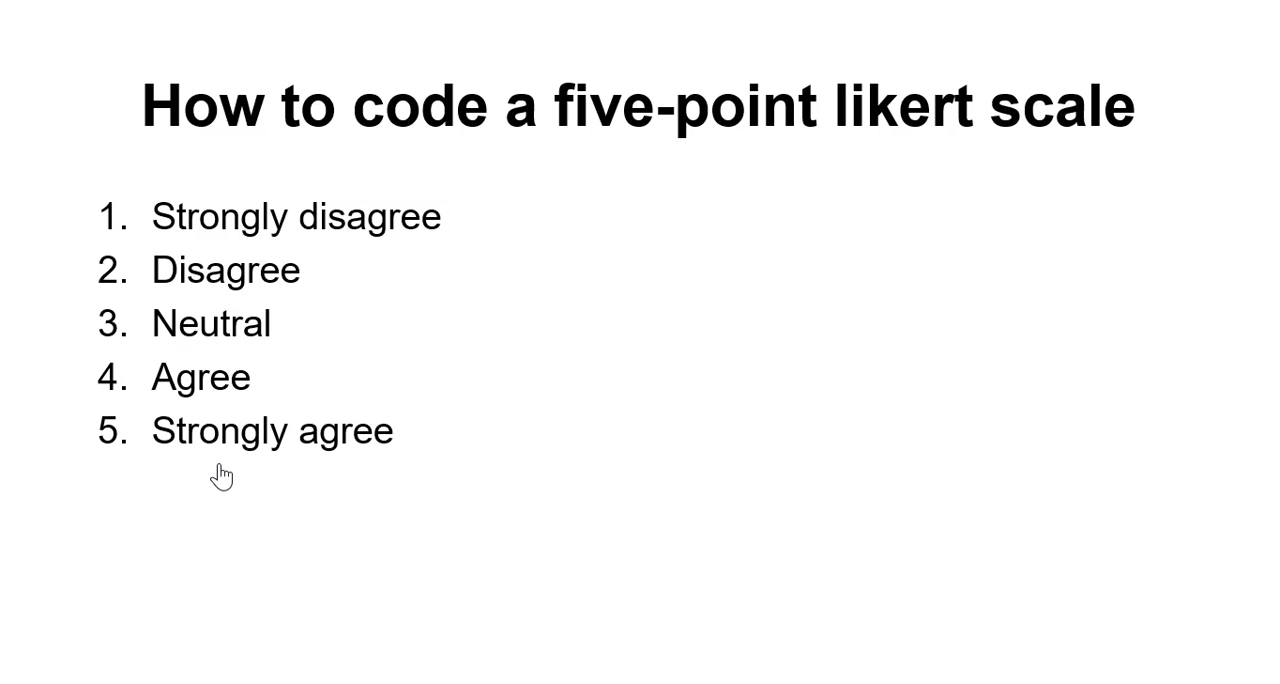 How to code a five-point likert scale
1. Strongly disagree
2. Disagree
3. Neutral
4. Agree
5. Strongly agree